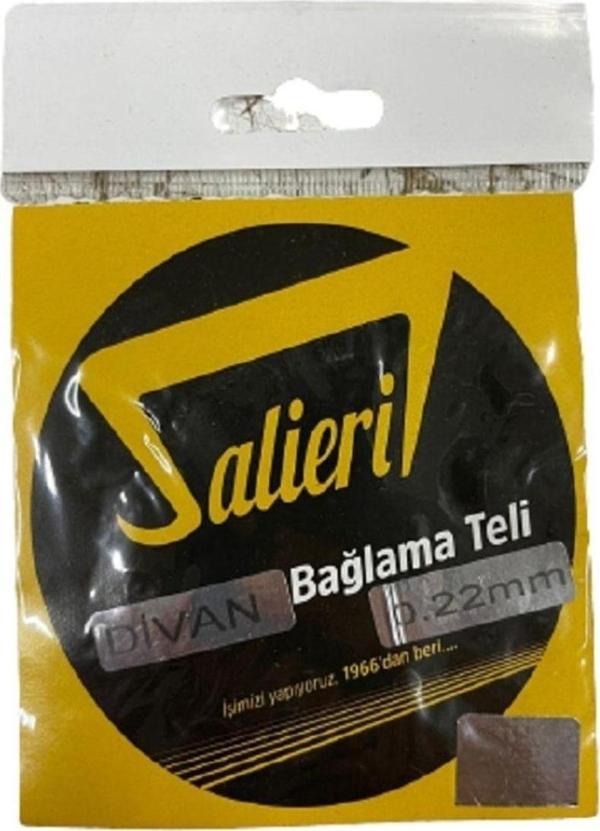 Salieri
Bağlama Teli
DİVAN
0.22mm
İşimizi yapıyoruz, 1966'dan beri....